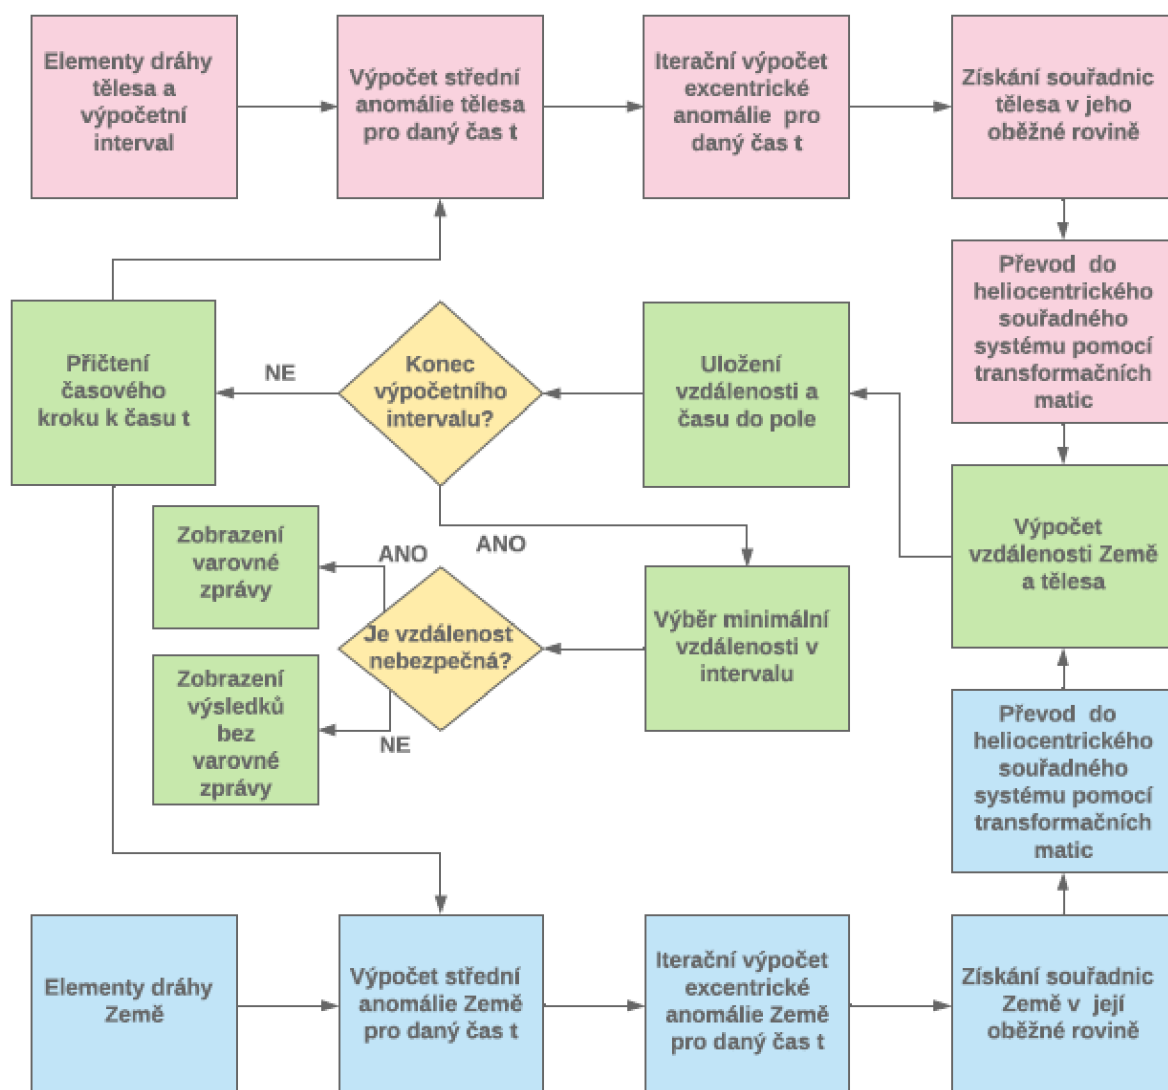 Elementy dráhy
tělesa a
výpočetní
interval
Výpočet střední
anomálie tělesa
pro daný čas t
Iterační výpočet
excentrické
anomálie pro
daný čas t
Získání souřadnic
tělesa v jeho
oběžné rovině
Převod do
heliocentrického
souřadného
systému pomocí
transformačních
matic
Přičtení
časového
kroku k času t
NE
Konec
výpočetního
intervalu?
Uložení
vzdálenosti a
času do pole
Výpočet
vzdálenosti Země
a tělesa
ANO
Zobrazení
varovné
zprávy
ANO
Je vzdálenost
nebezpečná?
Výběr minimální
vzdálenosti v
intervalu
Zobrazení
výsledků
bez
varovné
zprávy
NE
Převod do
heliocentrického
souřadného
systému pomocí
transformačních
matic
Elementy dráhy
Země
Výpočet střední
anomálie Země
pro daný čas t
Iterační výpočet
excentrické
anomálie Země
pro daný čas t
Získání souřadnic
Země v její
oběžné rovině